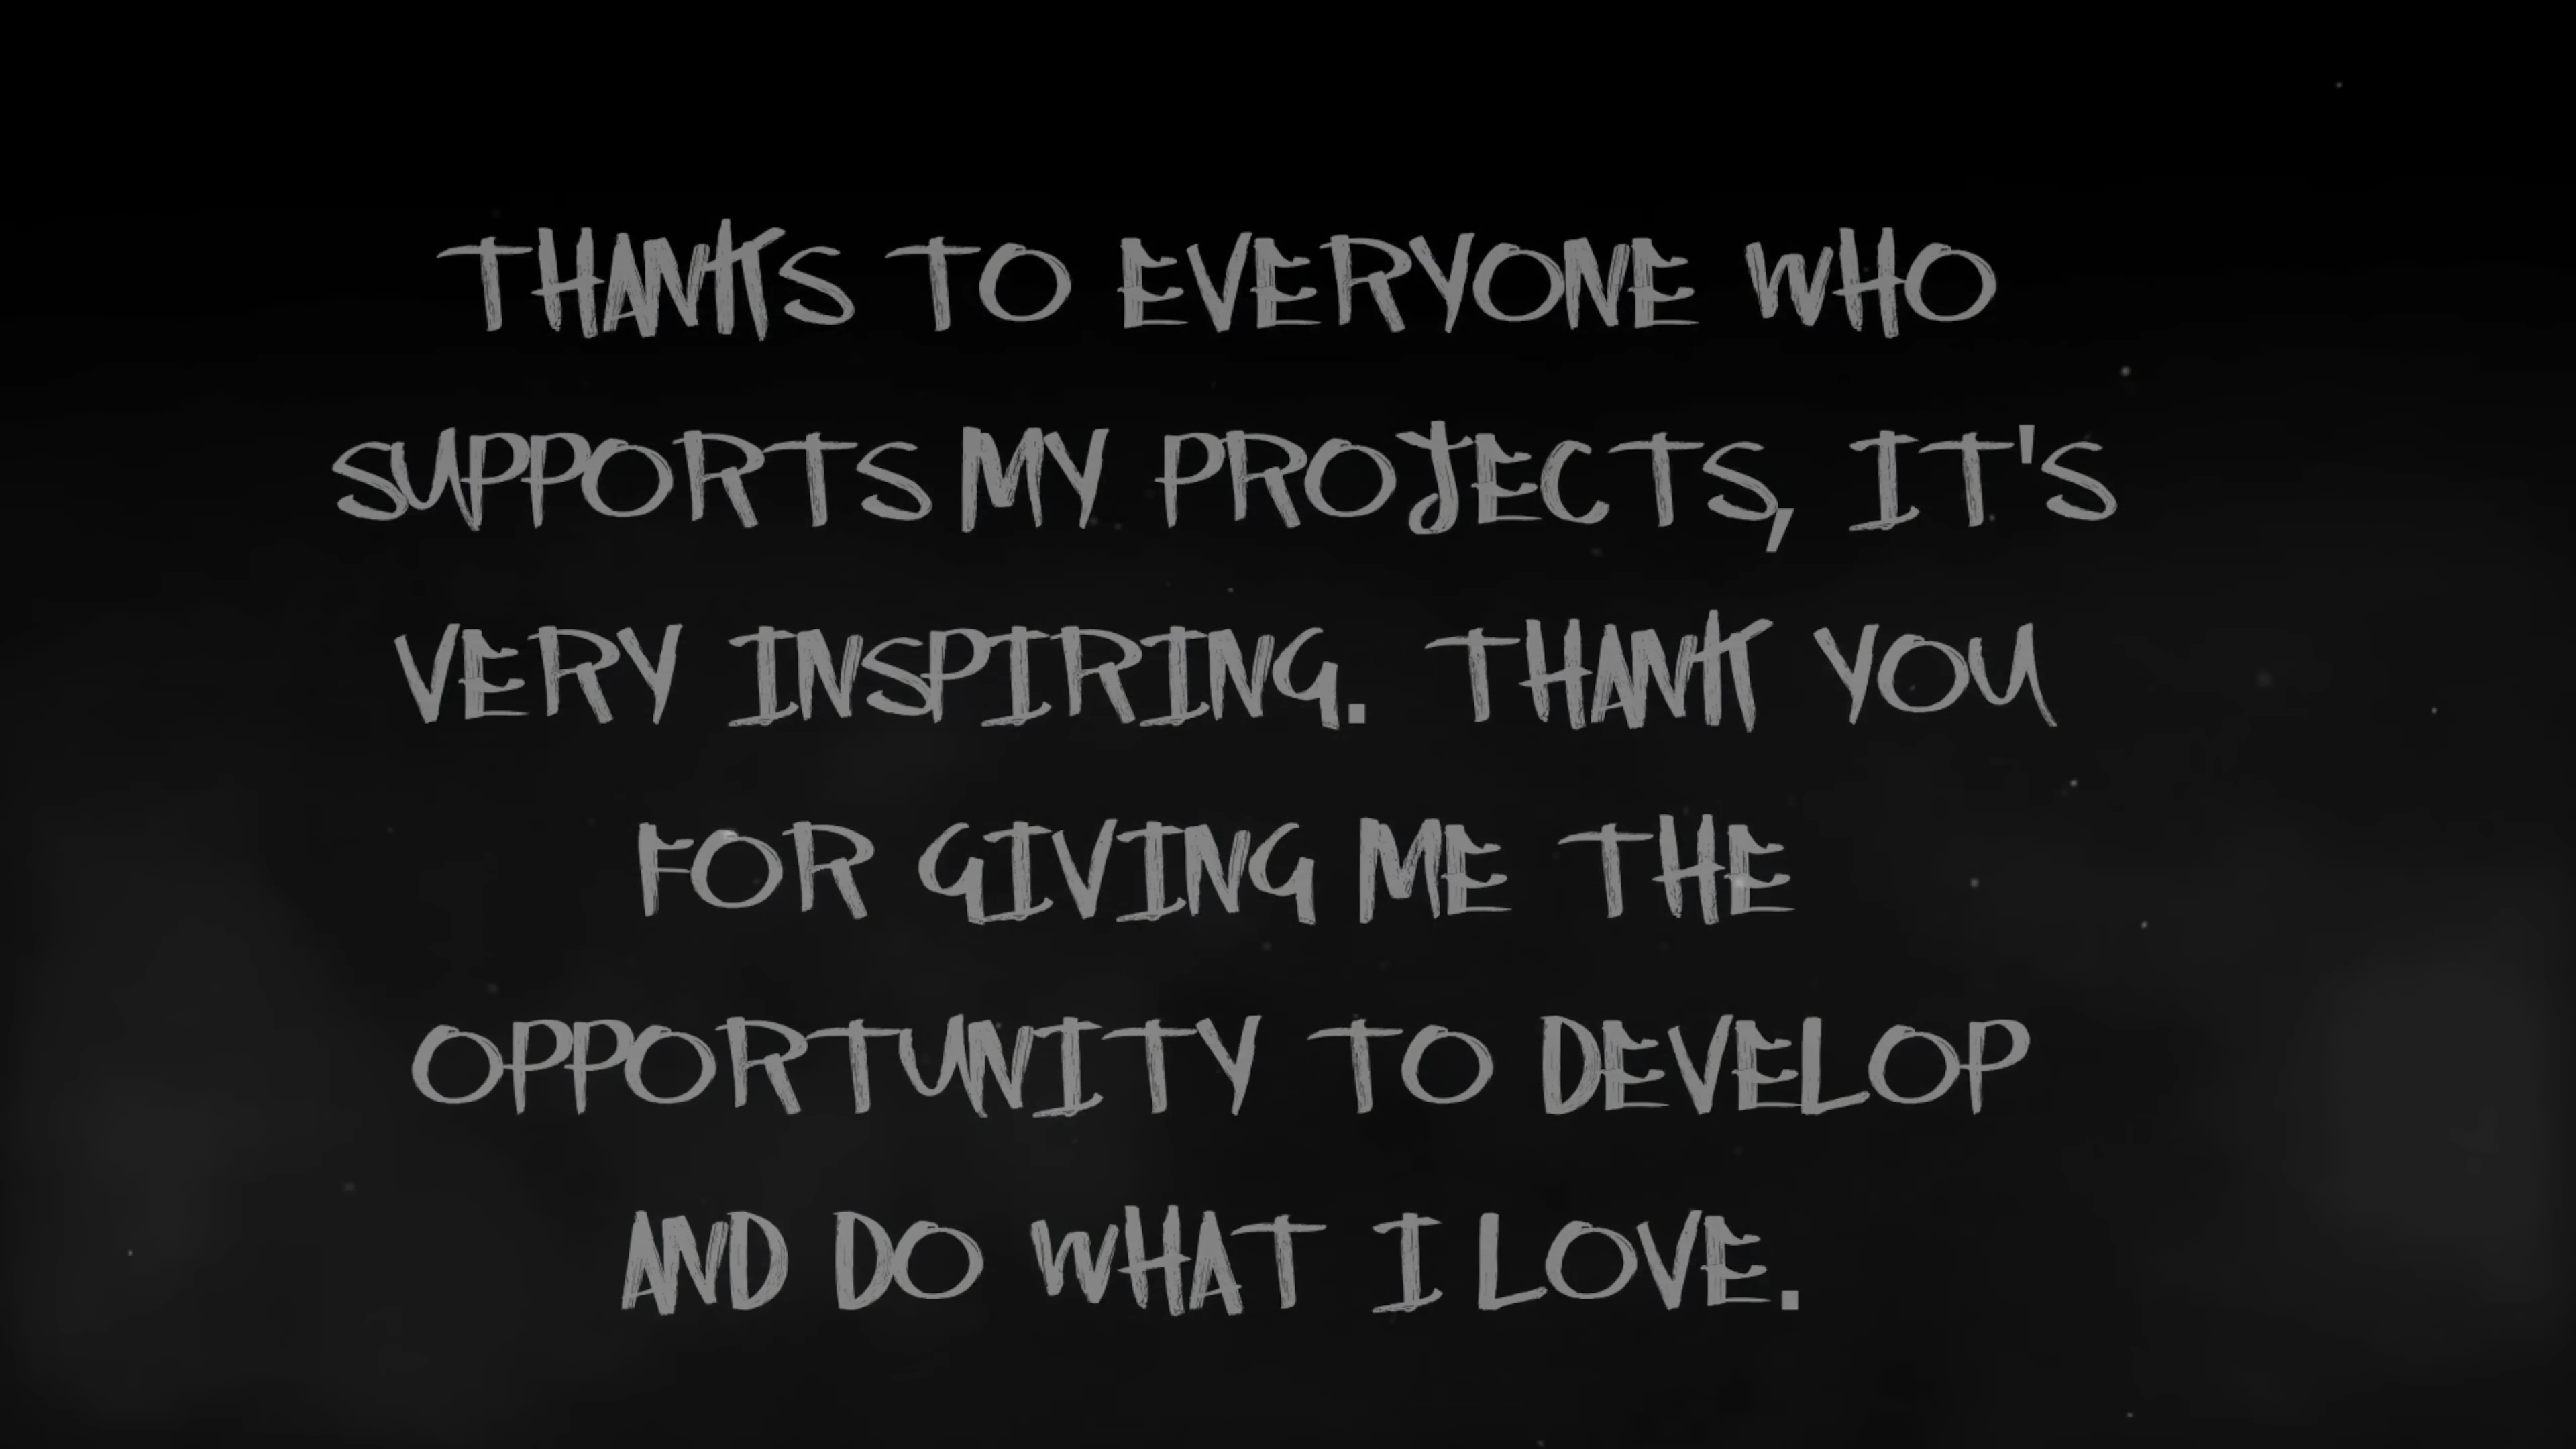 THANKS TO EVERYONE WHO
SUPPORTS MY PROJECTS, IT'S
VERY INSPIRING. THANK YOU
FOR GIVING ME THE
OPPORTUNITY TO DEVELOP
AND DO WHAT I LOVE.